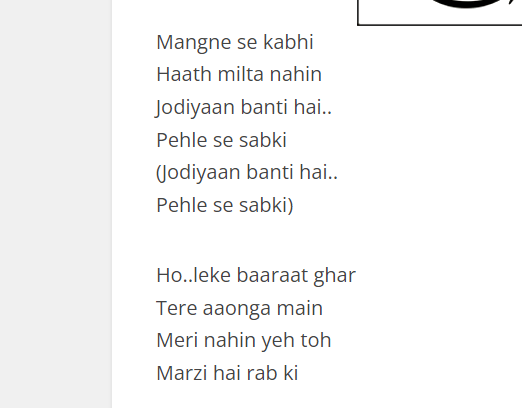 Mangne se kabhi
Haath milta nahin
Jodiyaan banti hai..
Pehle se sabki
(Jodiyaan banti hai..
Pehle se sabki)
Ho..leke baaraat ghar
Tere aaonga main
Meri nahin yeh toh
Marzi hai rab ki